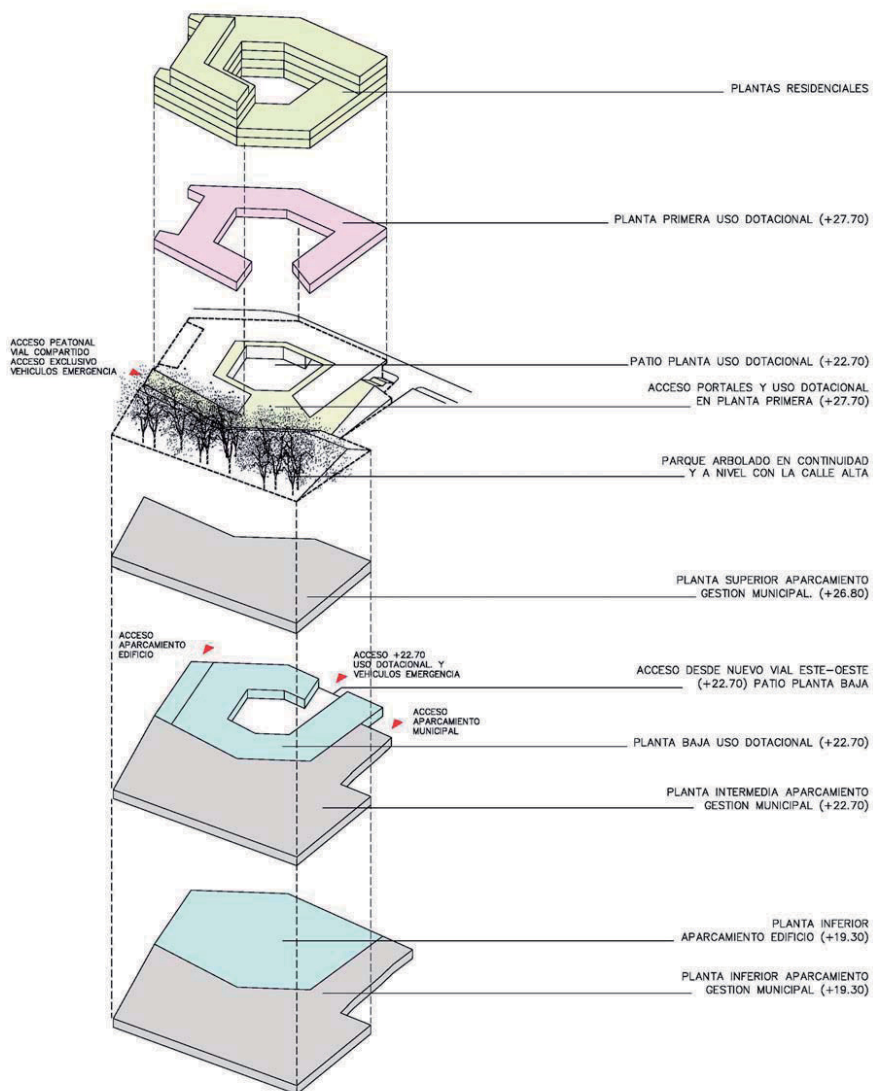 PLANTAS RESIDENCIALES
PLANTA PRIMERA USO DOTACIONAL (+27.70)
ACCESO PEATONAL
VIAL COMPARTIDO
ACCESO EXCLUSIVO
VEHICULOS EMERGENCIA
PATIO PLANTA USO DOTACIONAL (+22.70)
ACCESO PORTALES Y USO DOTACIONAL
EN PLANTA PRIMERA (+27.70)
PARQUE ARBOLADO EN CONTINUIDAD
Y A NIVEL CON LA CALLE ALTA
PLANTA SUPERIOR APARCAMIENTO
GESTION MUNICIPAL. (+26.80)
ACCESO
APARCAMIENTO
EDIFICIO
ACCESO +22.70
USO DOTACIONAL. Y
VEHICULOS EMERGENCIA
ACCESO DESDE NUEVO VIAL ESTE-OESTE
(+22.70) PATIO PLANTA BAJA
ACCESO
APARCAMIENTO
MUNICIPAL
PLANTA BAJA USO DOTACIONAL (+22.70)
PLANTA INTERMEDIA APARCAMIENTO
GESTION MUNICIPAL (+22.70)
PLANTA INFERIOR
APARCAMIENTO EDIFICIO (+19.30)
PLANTA INFERIOR APARCAMIENTO
GESTION MUNICIPAL (+19.30)